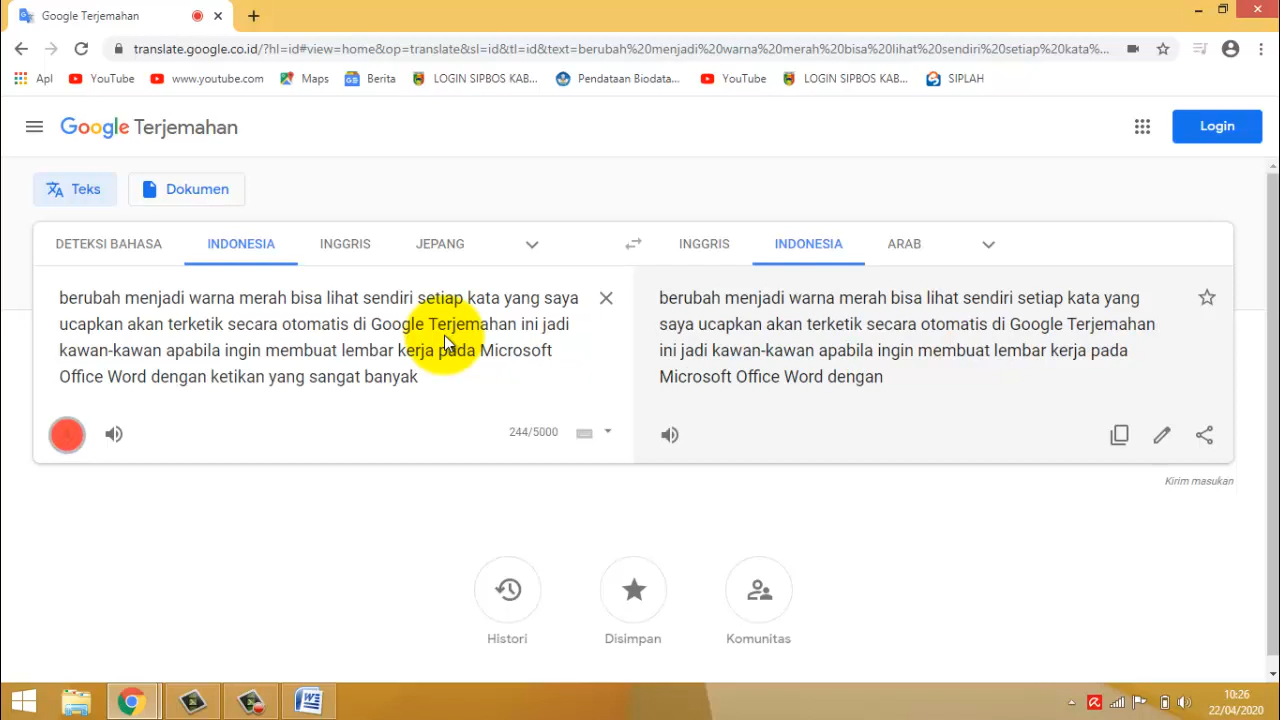 Google Terjemahan
translate.google.co.id/?hl=id#view=home&op=translate&sl=id&tl=id&text=berubah%20menjadi%20warna%20merah%20bisa%20lihat%20sendiri%20setiap%20kata%...
Apl YouTube www.youtube.com Maps Berita LOGIN SIPBOS KAB... Pendataan Biodata... YouTube LOGIN SIPBOS KAB... SIPLAH
Google Terjemahan Login
Teks Dokumen
DETEKSI BAHASA INDONESIA INGGRIS JEPANG INGGRIS INDONESIA ARAB
berubah menjadi warna merah bisa lihat sendiri setiap kata yang saya
ucapkan akan terketik secara otomatis di Google Terjemahan ini jadi
kawan-kawan apabila ingin membuat lembar kerja pada Microsoft
Office Word dengan ketikan yang sangat banyak
244/5000
berubah menjadi warna merah bisa lihat sendiri setiap kata yang
saya ucapkan akan terketik secara otomatis di Google Terjemahan
ini jadi kawan-kawan apabila ingin membuat lembar kerja pada
Microsoft Office Word dengan
Kirim masukan
Histori Disimpan Komunitas
10:26
22/04/2020